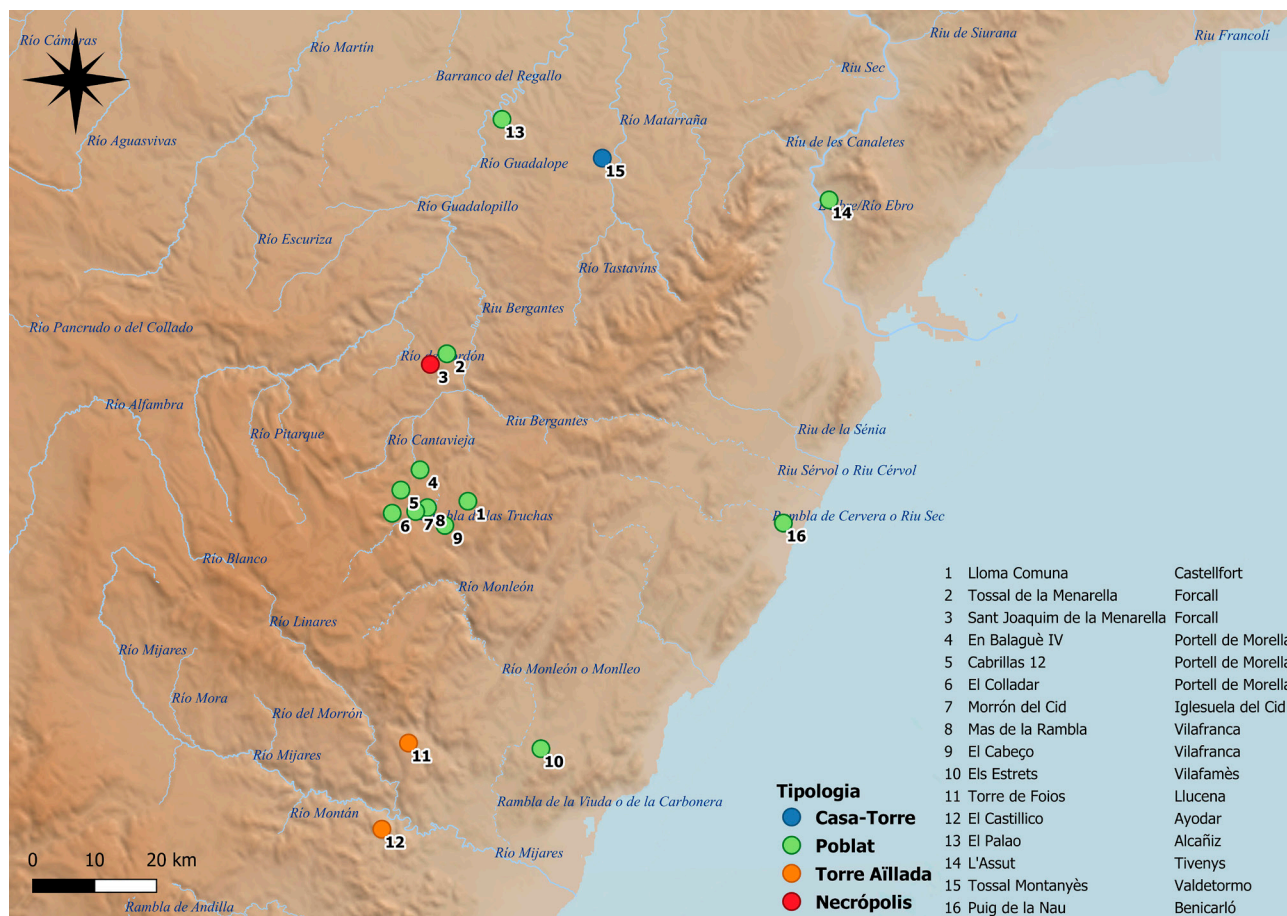 Río Cámaras
Río Martín
Riu de Siurana
Riu Francolí
Barranco del Regallo
Riu Sec
13
Río Matarraña
Río Aguasvivas
Ríu de les Canaletes
Río Guadalope
15
Río Guadalopillo
/Río Ebro
14
Río Escuriza
Río Tastavíns
Riu Bergantes
Río Pancrudo o del Collado
2
3
Río Alfambra
Riu Bergantes
Riu de la Sénia
Río Pitarque
Río Cantavieja
Riu Sérvol o Riu Cérvol
4
5
1
6
7
8
las Truchas
Rambla de Cervera o Riu Sec
9
16
Río Blanco
Río Monleón
Río Linares
Río Mijares
Río Monleón o Monlleo
Río Mora
Río del Morrón
Río Mijares
11
10
Rambla de la Viuda o de la Carbonera
Río Montán
12
Río Mijares
Rambla de Andilla
0 10 20 km
Tipologia
Casa-Torre
Poblat
Torre Aïllada
Necrópolis
1 Lloma Comuna Castellfort
2 Tossal de la Menarella Forcall
3 Sant Joaquim de la Menarella Forcall
4 En Balaguè IV Portell de Morella
5 Cabrillas 12 Portell de Morella
6 El Colladar Portell de Morella
7 Morrón del Cid Iglesuela del Cid
8 Mas de la Rambla Vilafranca
9 El Cabeço Vilafranca
10 Els Estrets Vilafamès
11 Torre de Foios Llucena
12 El Castillico Ayodar
13 El Palao Alcañiz
14 L'Assut Tivenys
15 Tossal Montanyès Valdetormo
16 Puig de la Nau Benicarló